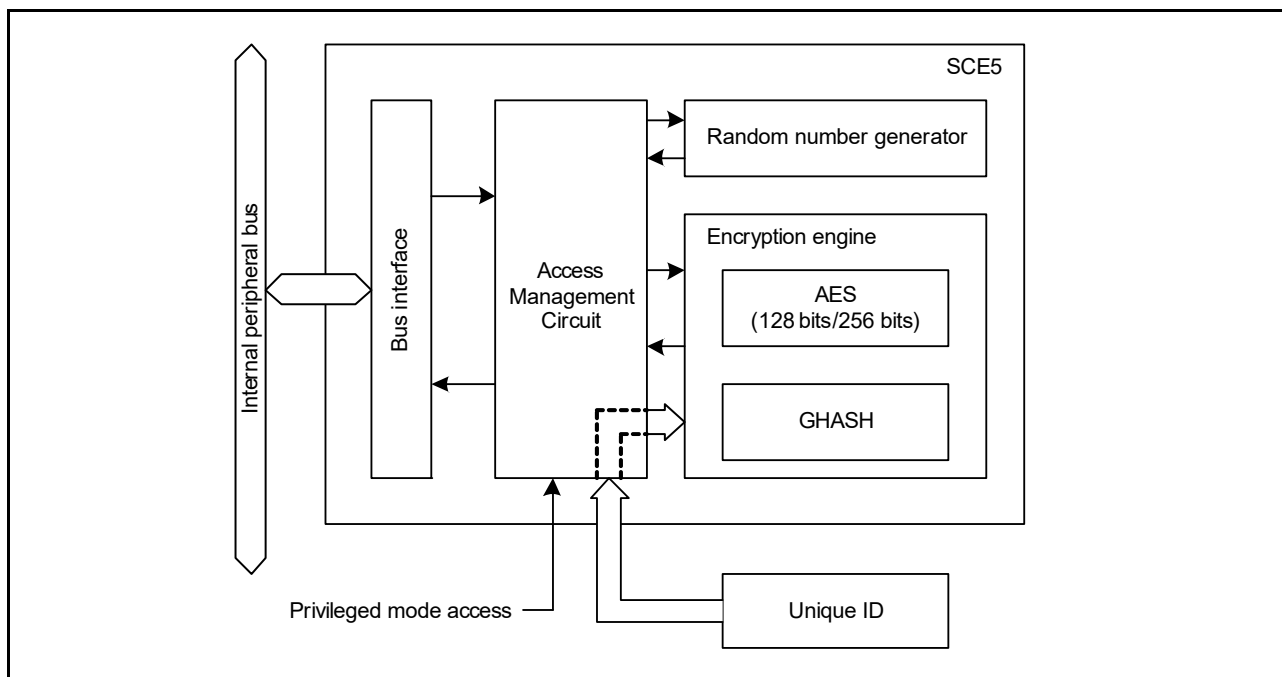 SCE5
Internal peripheral bus
Bus interface
Access
Management
Circuit
Random number generator
Encryption engine
AES
(128 bits/256 bits)
GHASH
Privileged mode access
Unique ID